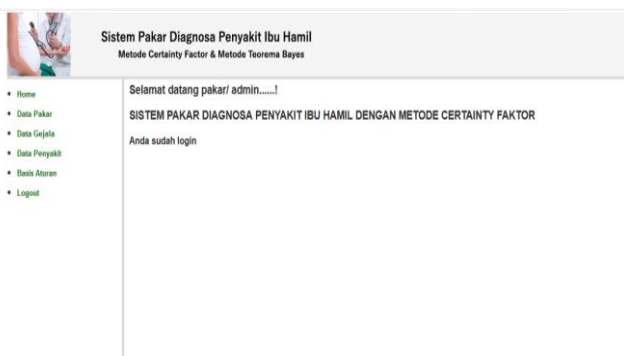 Sistem Pakar Diagnosa Penyakit Ibu Hamil
Metode Certainty Factor & Metode Teorema Bayes
Home
Data Pakar
Data Gejala
Data Penyakit
Basis Aturan
Logout
Selamat datang pakar/ admin......!
SISTEM PAKAR DIAGNOSA PENYAKIT IBU HAMIL DENGAN METODE CERTAINTY FAKTOR
Anda sudah login